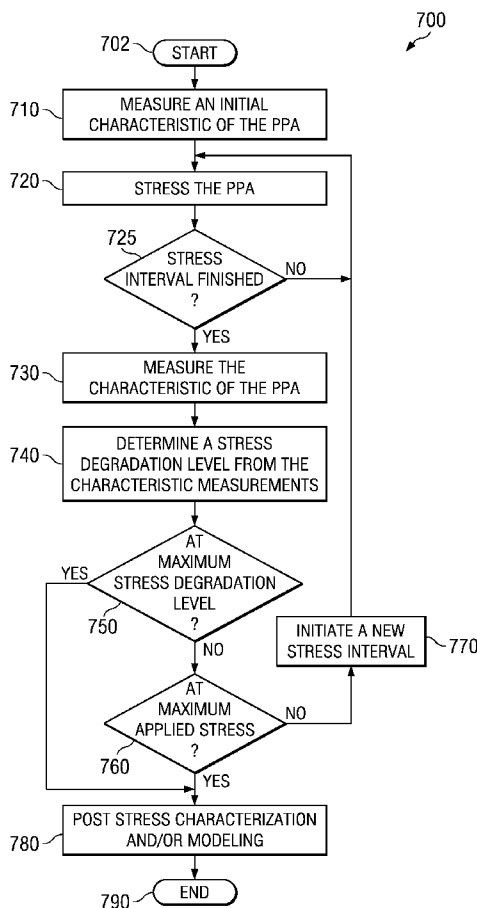 700
702
START
710
MEASURE AN INITIAL
CHARACTERISTIC OF THE PPA
720
STRESS THE PPA
725
STRESS
INTERVAL FINISHED
?
NO
YES
730
MEASURE THE
CHARACTERISTIC OF THE PPA
740
DETERMINE A STRESS
DEGRADATION LEVEL FROM THE
CHARACTERISTIC MEASUREMENTS
YES
AT
MAXIMUM
STRESS DEGRADATION
LEVEL
?
750
NO
INITIATE A NEW
STRESS INTERVAL
770
AT
MAXIMUM
APPLIED STRESS
?
NO
760
YES
780
POST STRESS CHARACTERIZATION
AND/OR MODELING
790
END